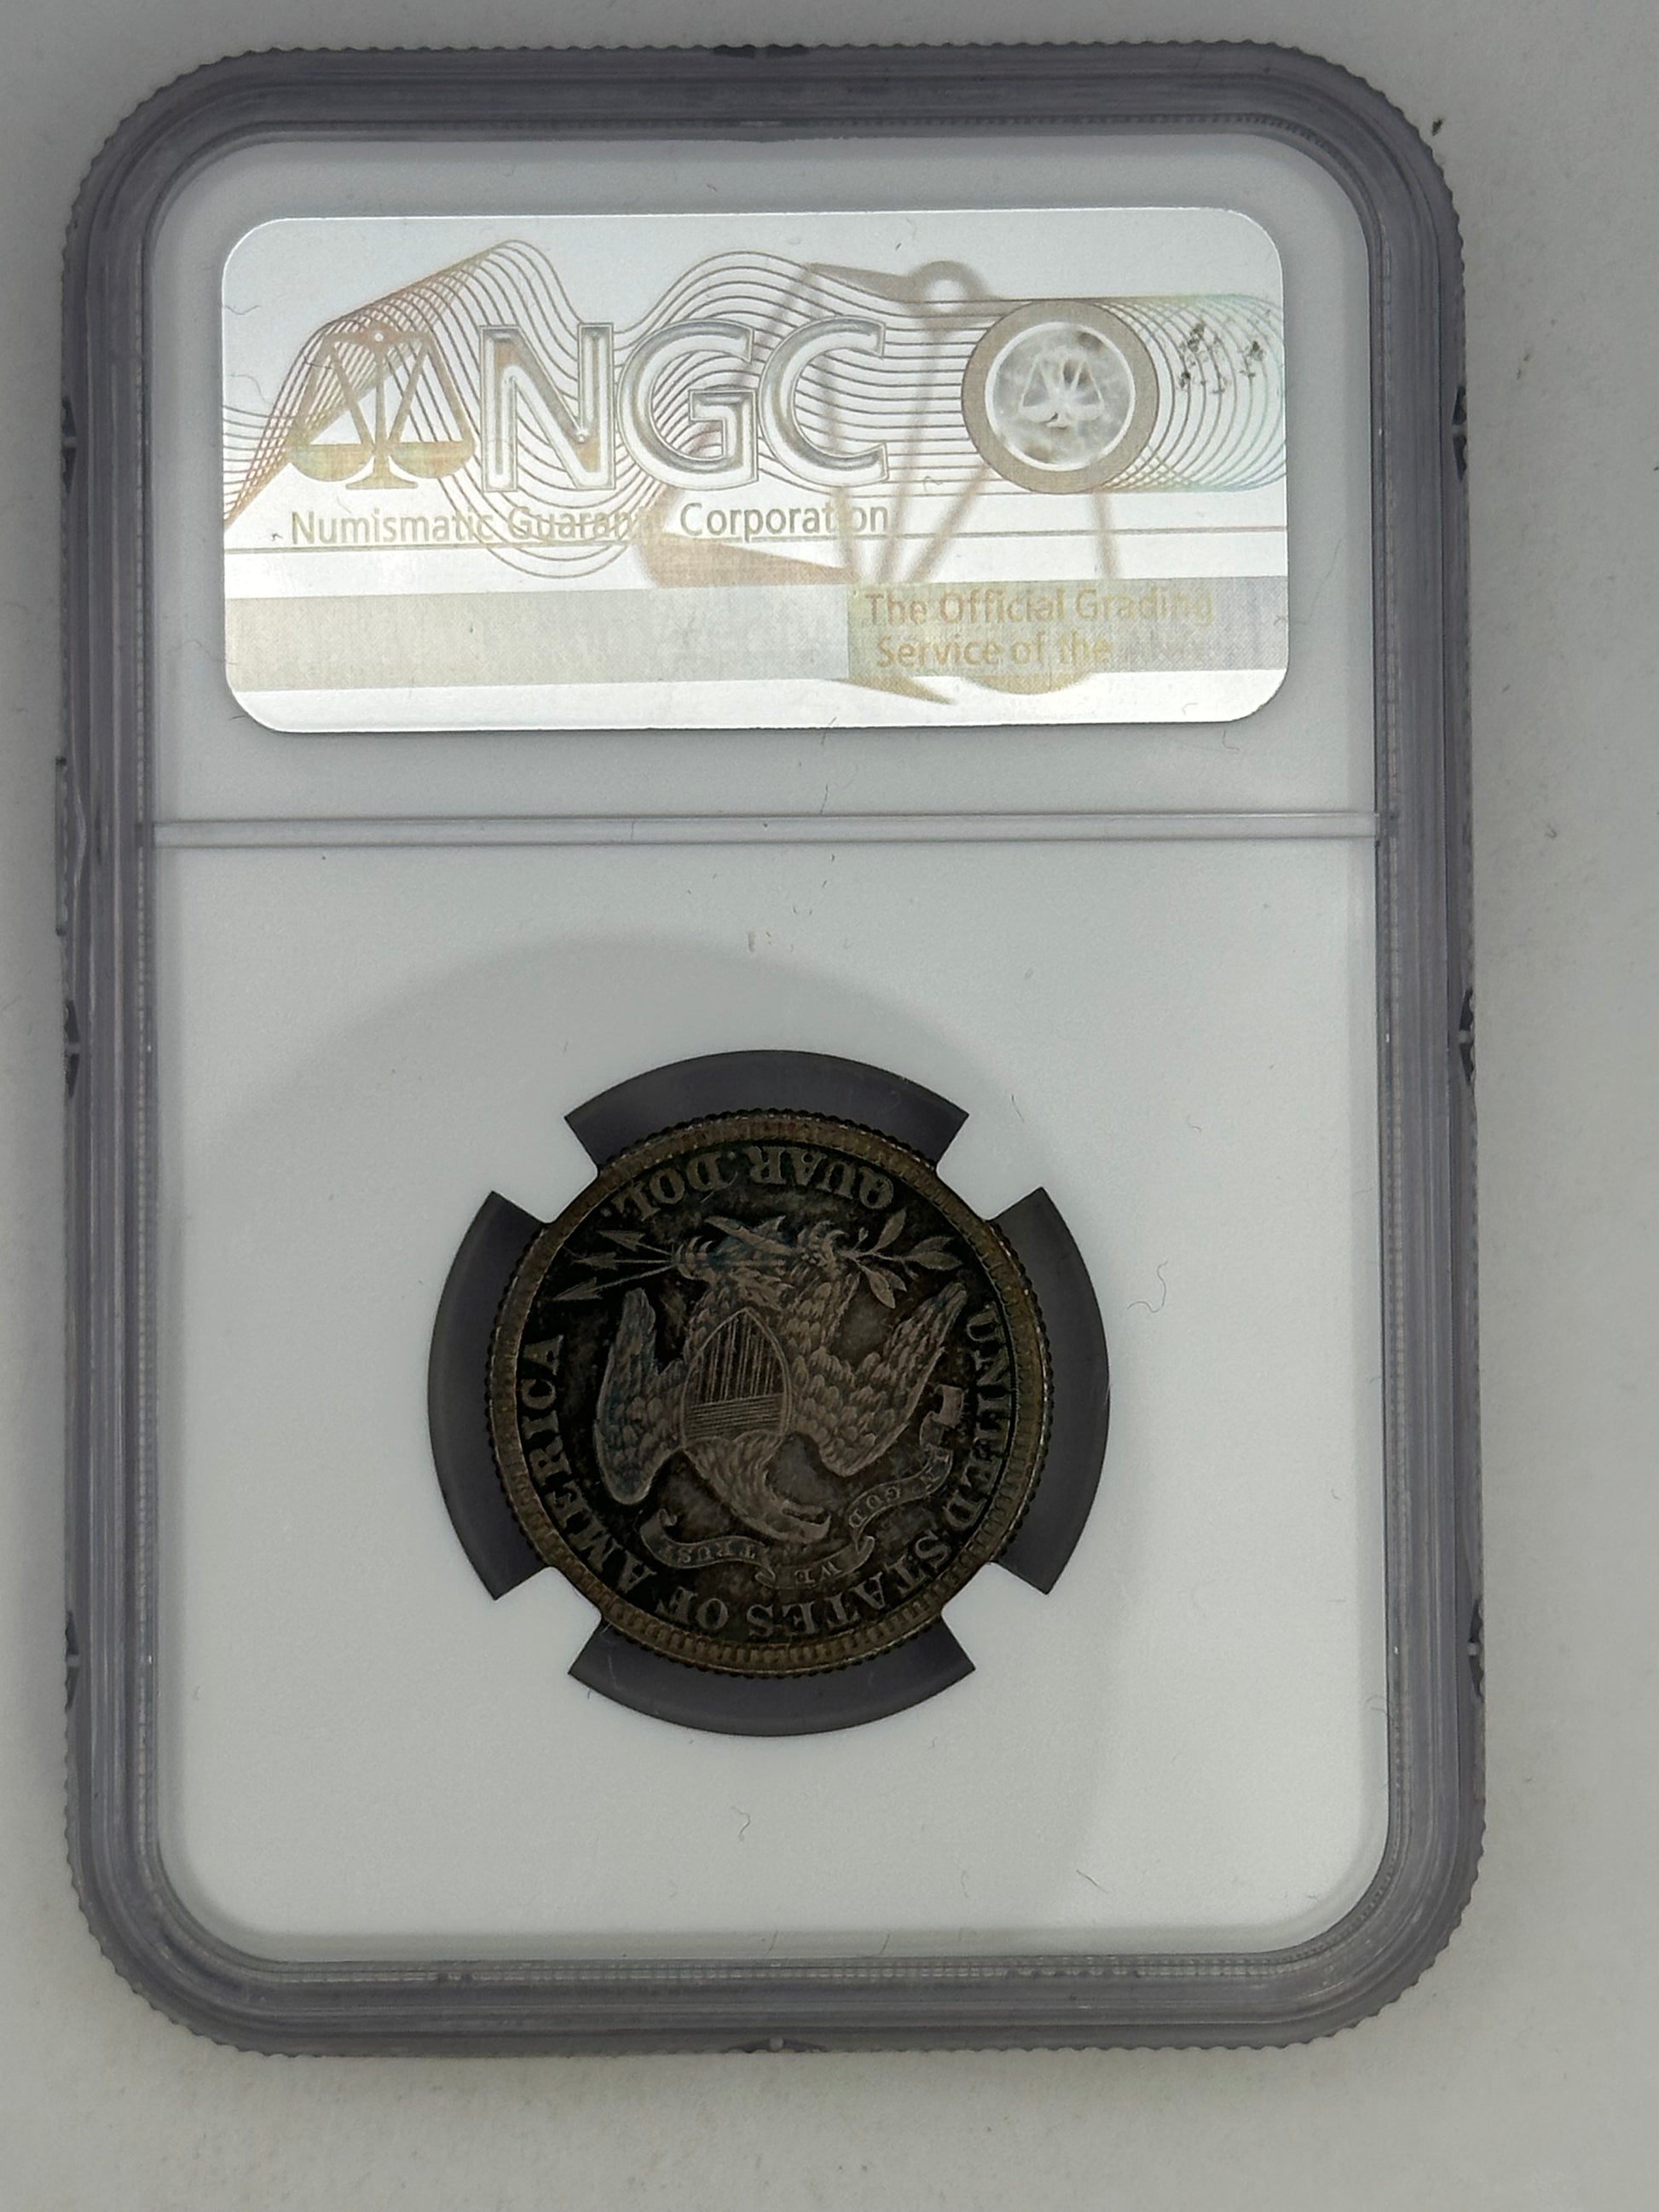 NGC
Numismatic Guaranty Corporation
The Official Grading
Service of the
UNITED STATES OF AMERICA
IN GOD WE TRUST
QUAR. DOL.